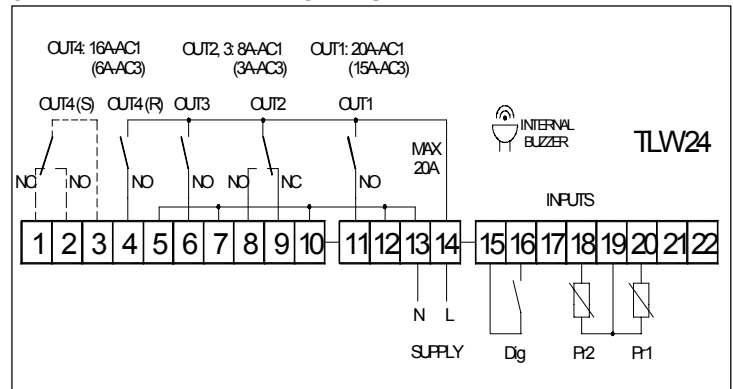 OUT4: 16A-AC1 OUT2, 3: 8A-AC1 OUT1: 20A-AC1
(6A-AC3) (3A-AC3) (15A-AC3)
OUT4 (S) OUT4 (R) OUT3 OUT2 OUT1
INTERNAL
BUZZER
TLW24
MAX
20A
NC NO NO NO NO NC NO
INPUTS
1 2 3 4 5 6 7 8 9 10 11 12 13 14 15 16 17 18 19 20 21 22
N L
SUPPLY Dig Pr2 Pr1